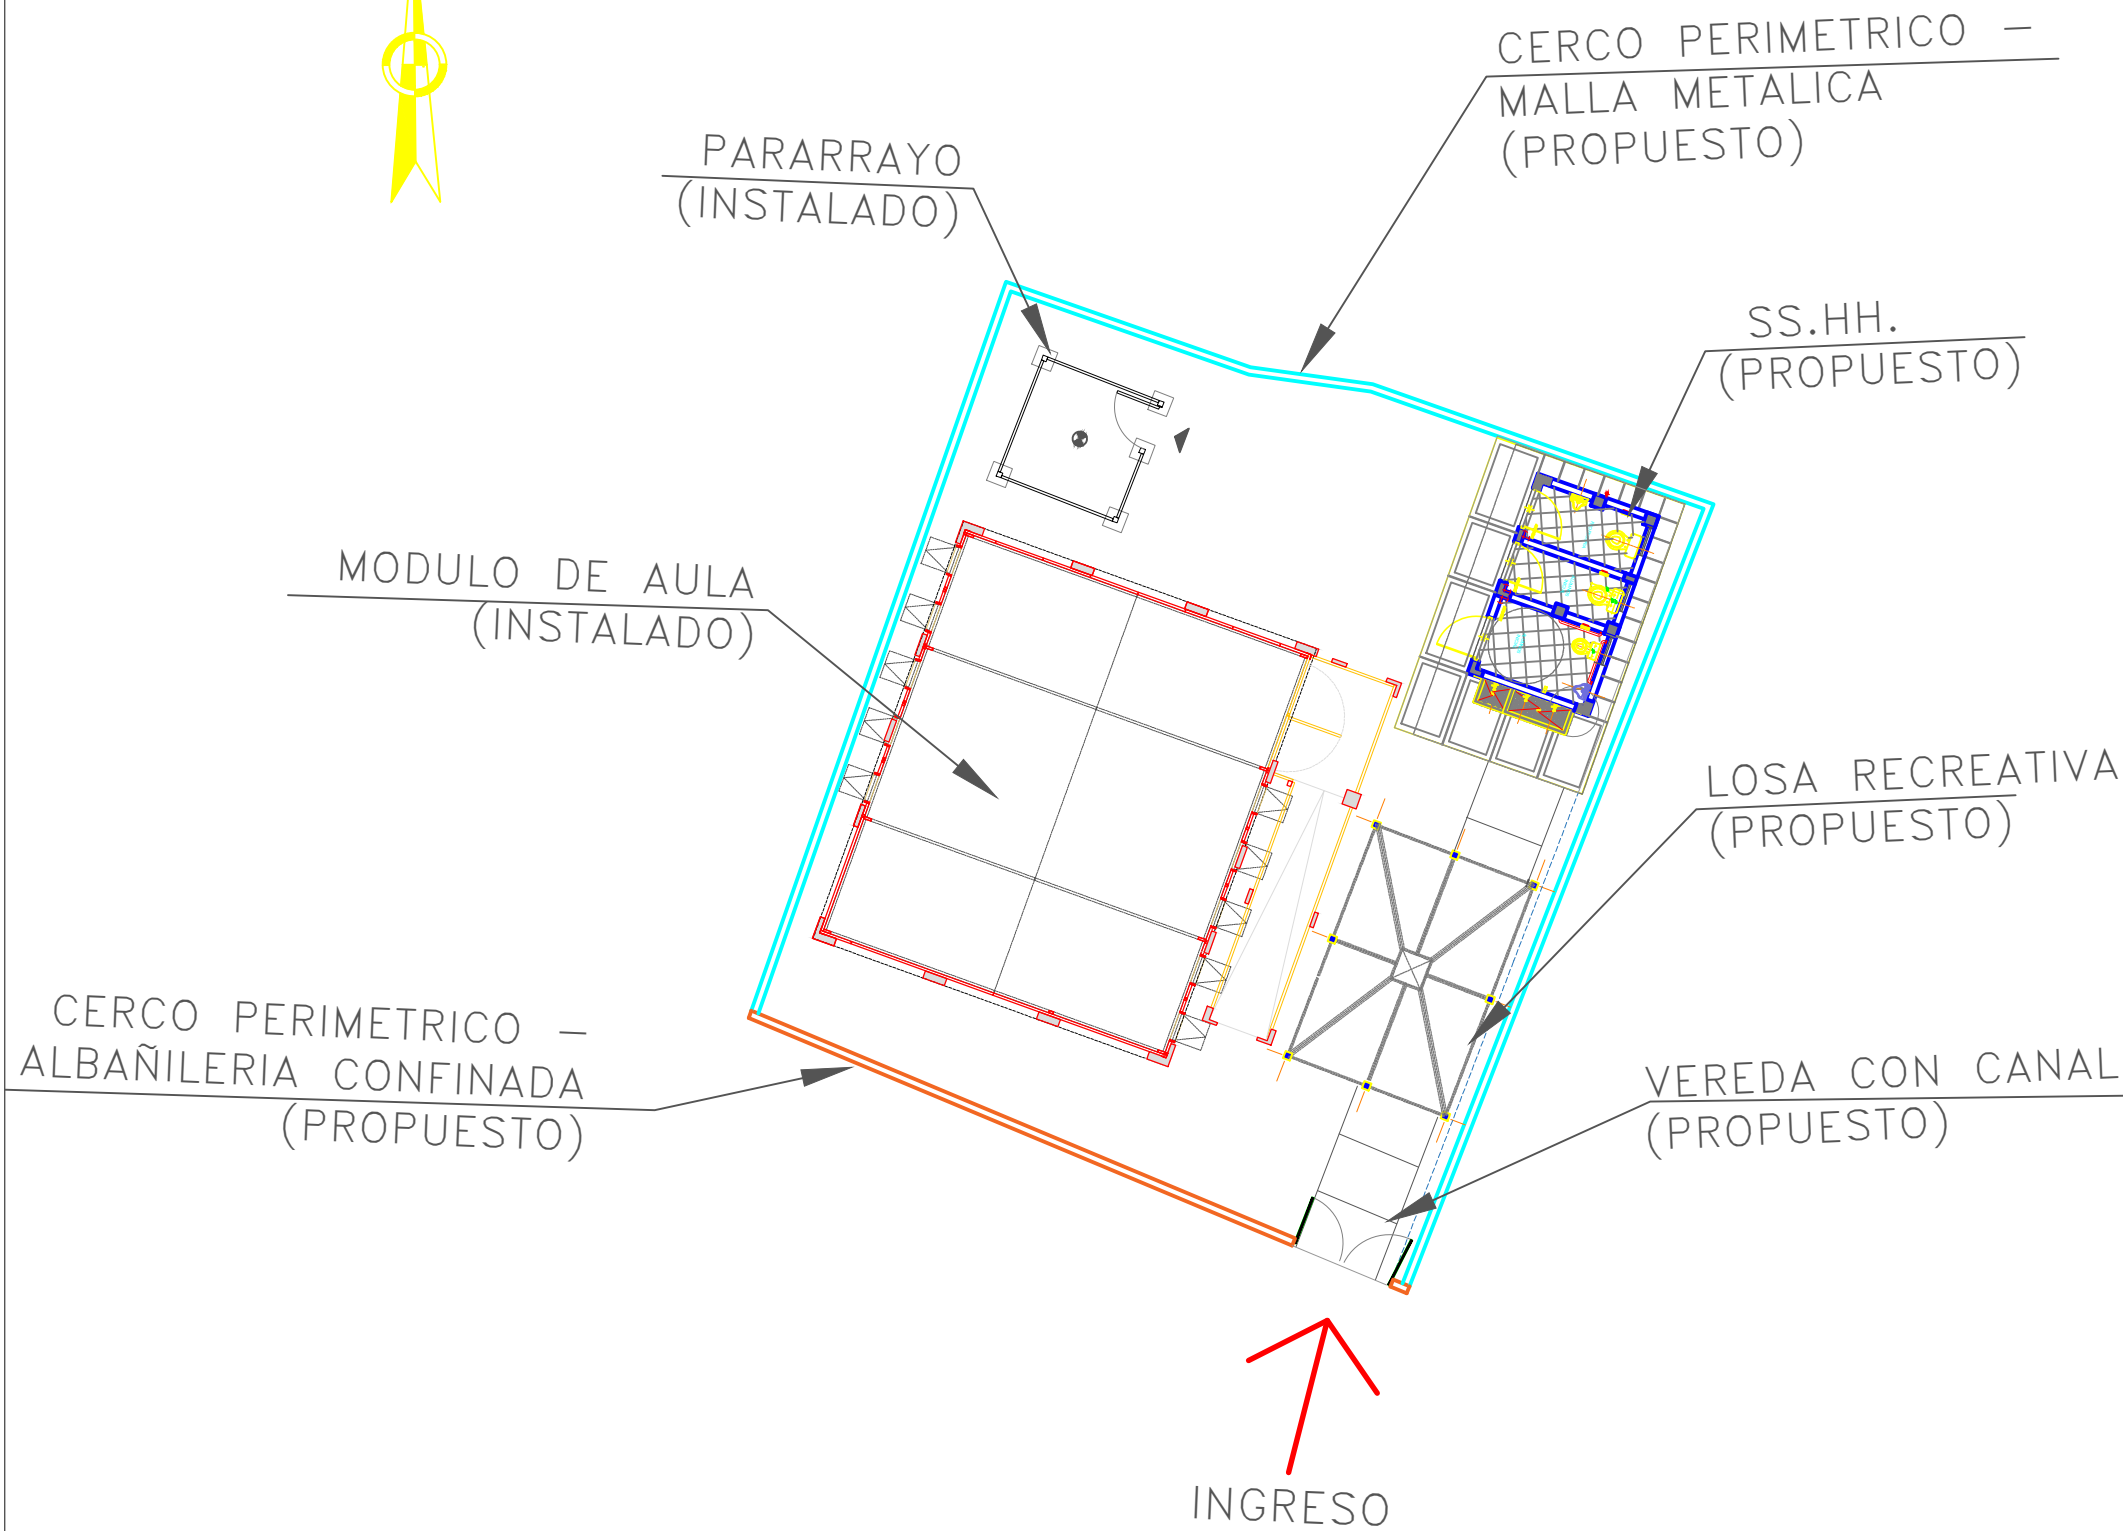 CERCO PERIMETRICO -
MALLA METALICA
(PROPUESTO)
PARARRAYO
(INSTALADO)
SS.HH.
(PROPUESTO)
MODULO DE AULA
(INSTALADO)
LOSA RECREATIVA
(PROPUESTO)
CERCO PERIMETRICO -
ALBAÑILERIA CONFINADA
(PROPUESTO)
VEREDA CON CANAL
(PROPUESTO)
INGRESO